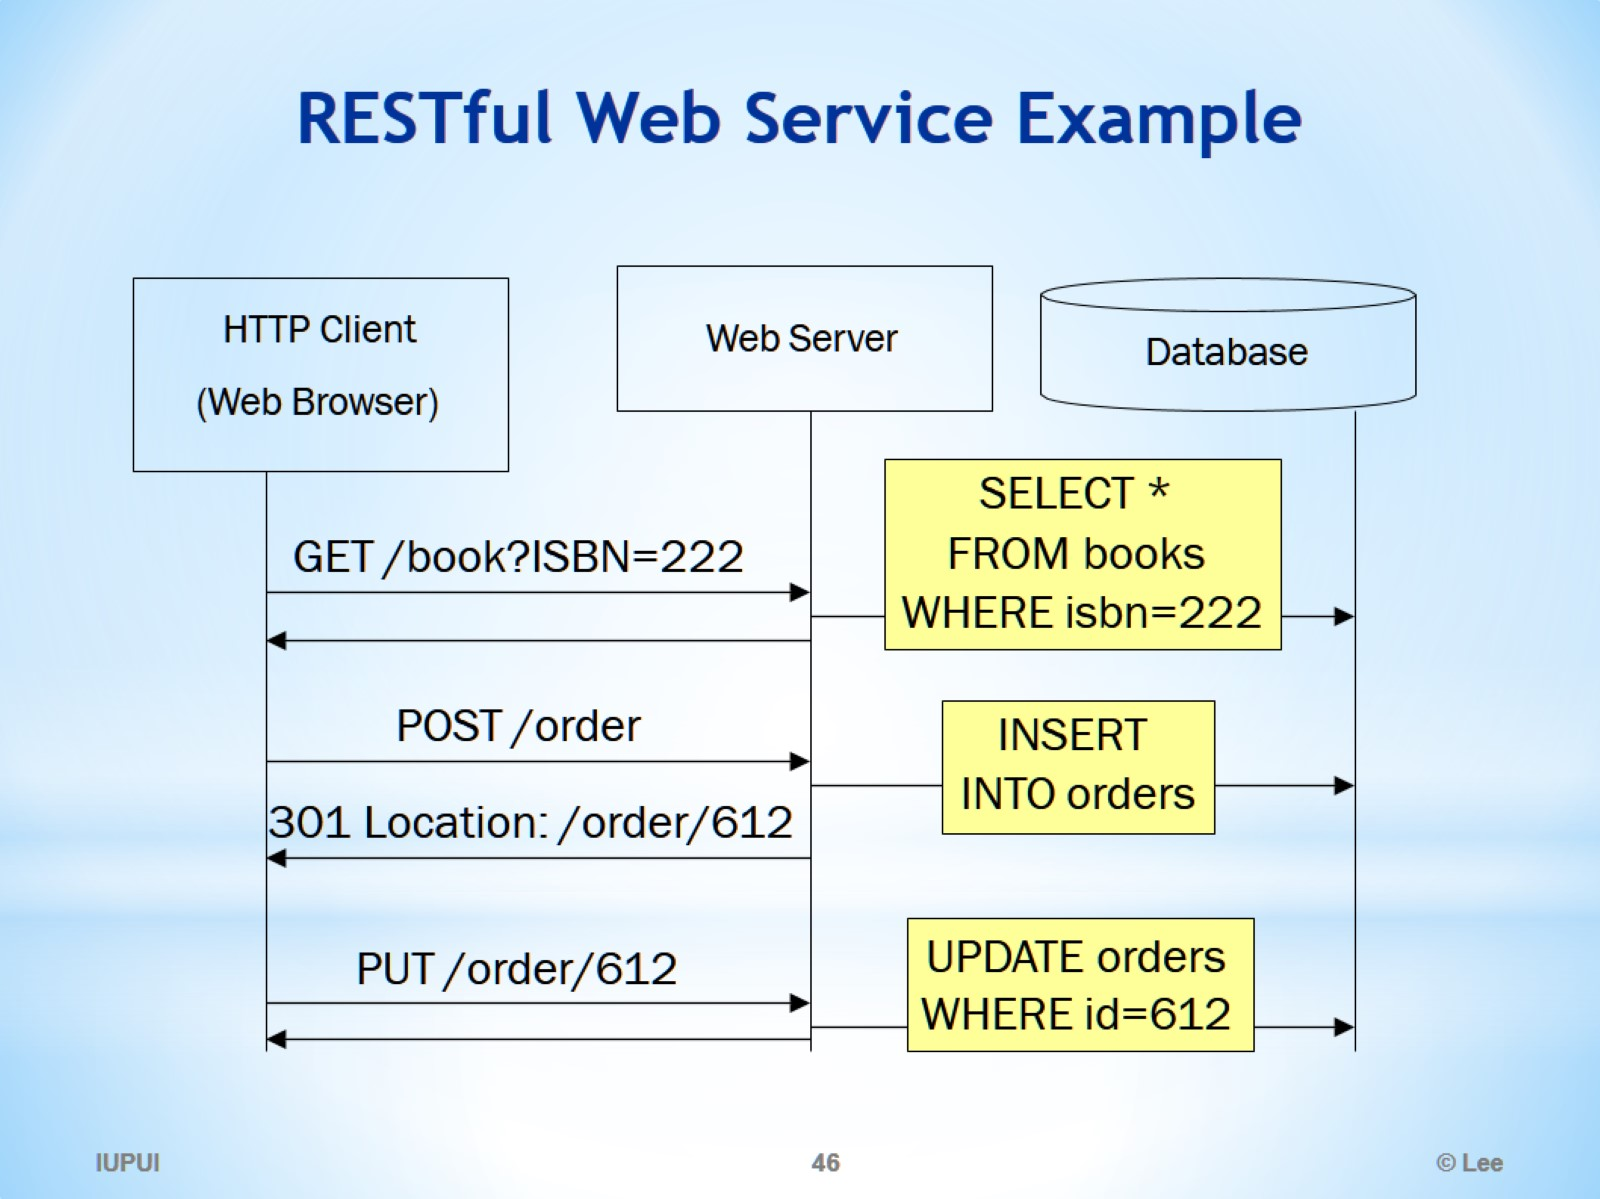 RESTful Web Service Example
HTTP Client
(Web Browser)
Web Server
Database
GET /book?ISBN=222
SELECT *
FROM books
WHERE isbn=222
POST /order
INSERT
INTO orders
301 Location: /order/612
PUT /order/612
UPDATE orders
WHERE id=612
IUPUI
46
© Lee